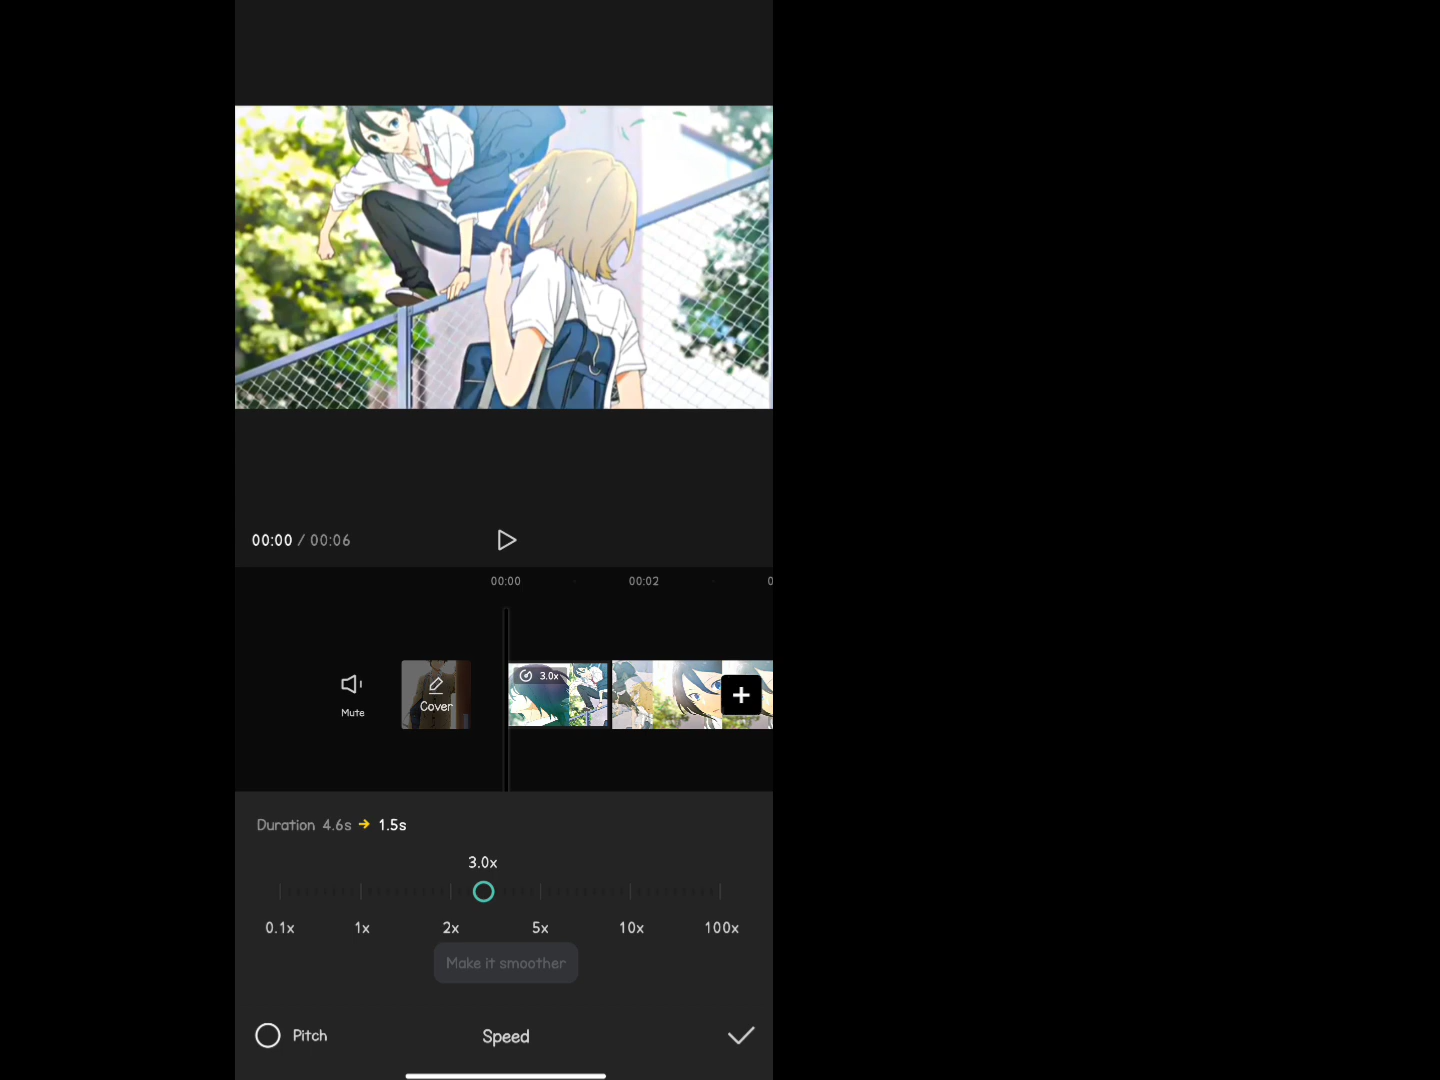 00:00 / 00:06
00:00 00:02 0
3.0x
Mute
Cover
Duration 4.6s → 1.5s
3.0x
0.1x 1x 2x 5x 10x 100x
Make it smoother
Pitch Speed